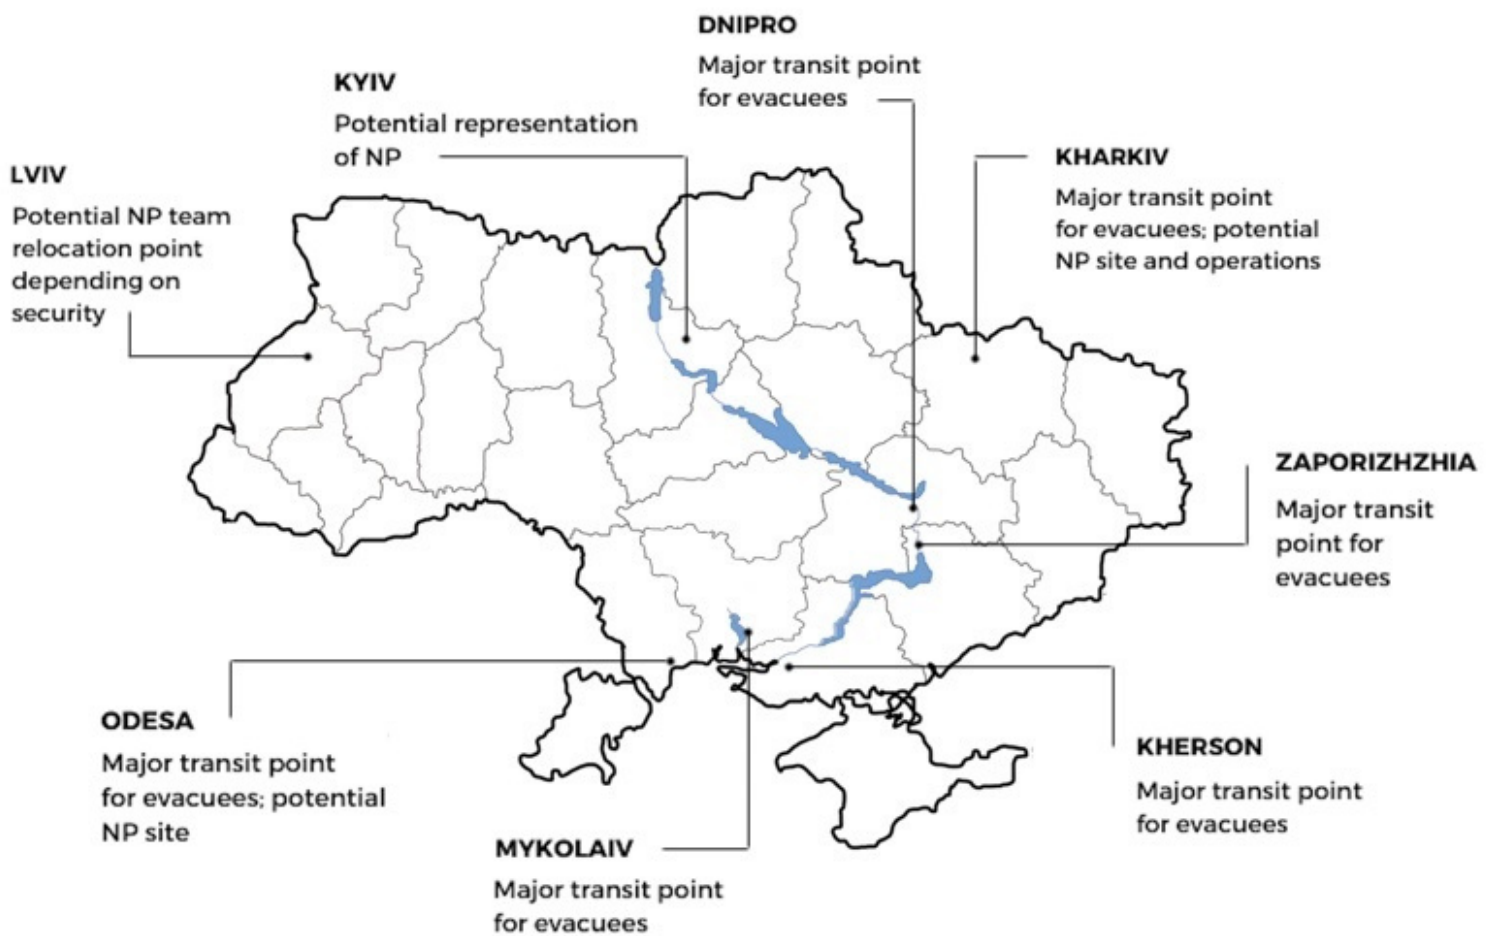 DNIPRO
Major transit point
for evacuees
KYIV
Potential representation
of NP
KHARKIV
Major transit point
for evacuees; potential
NP site and operations
LVIV
Potential NP team
relocation point
depending on
security
ZAPORIZHZHIA
Major transit
point for
evacuees
ODESA
Major transit point
for evacuees; potential
NP site
KHERSON
Major transit point
for evacuees
MYKOLAIV
Major transit point
for evacuees